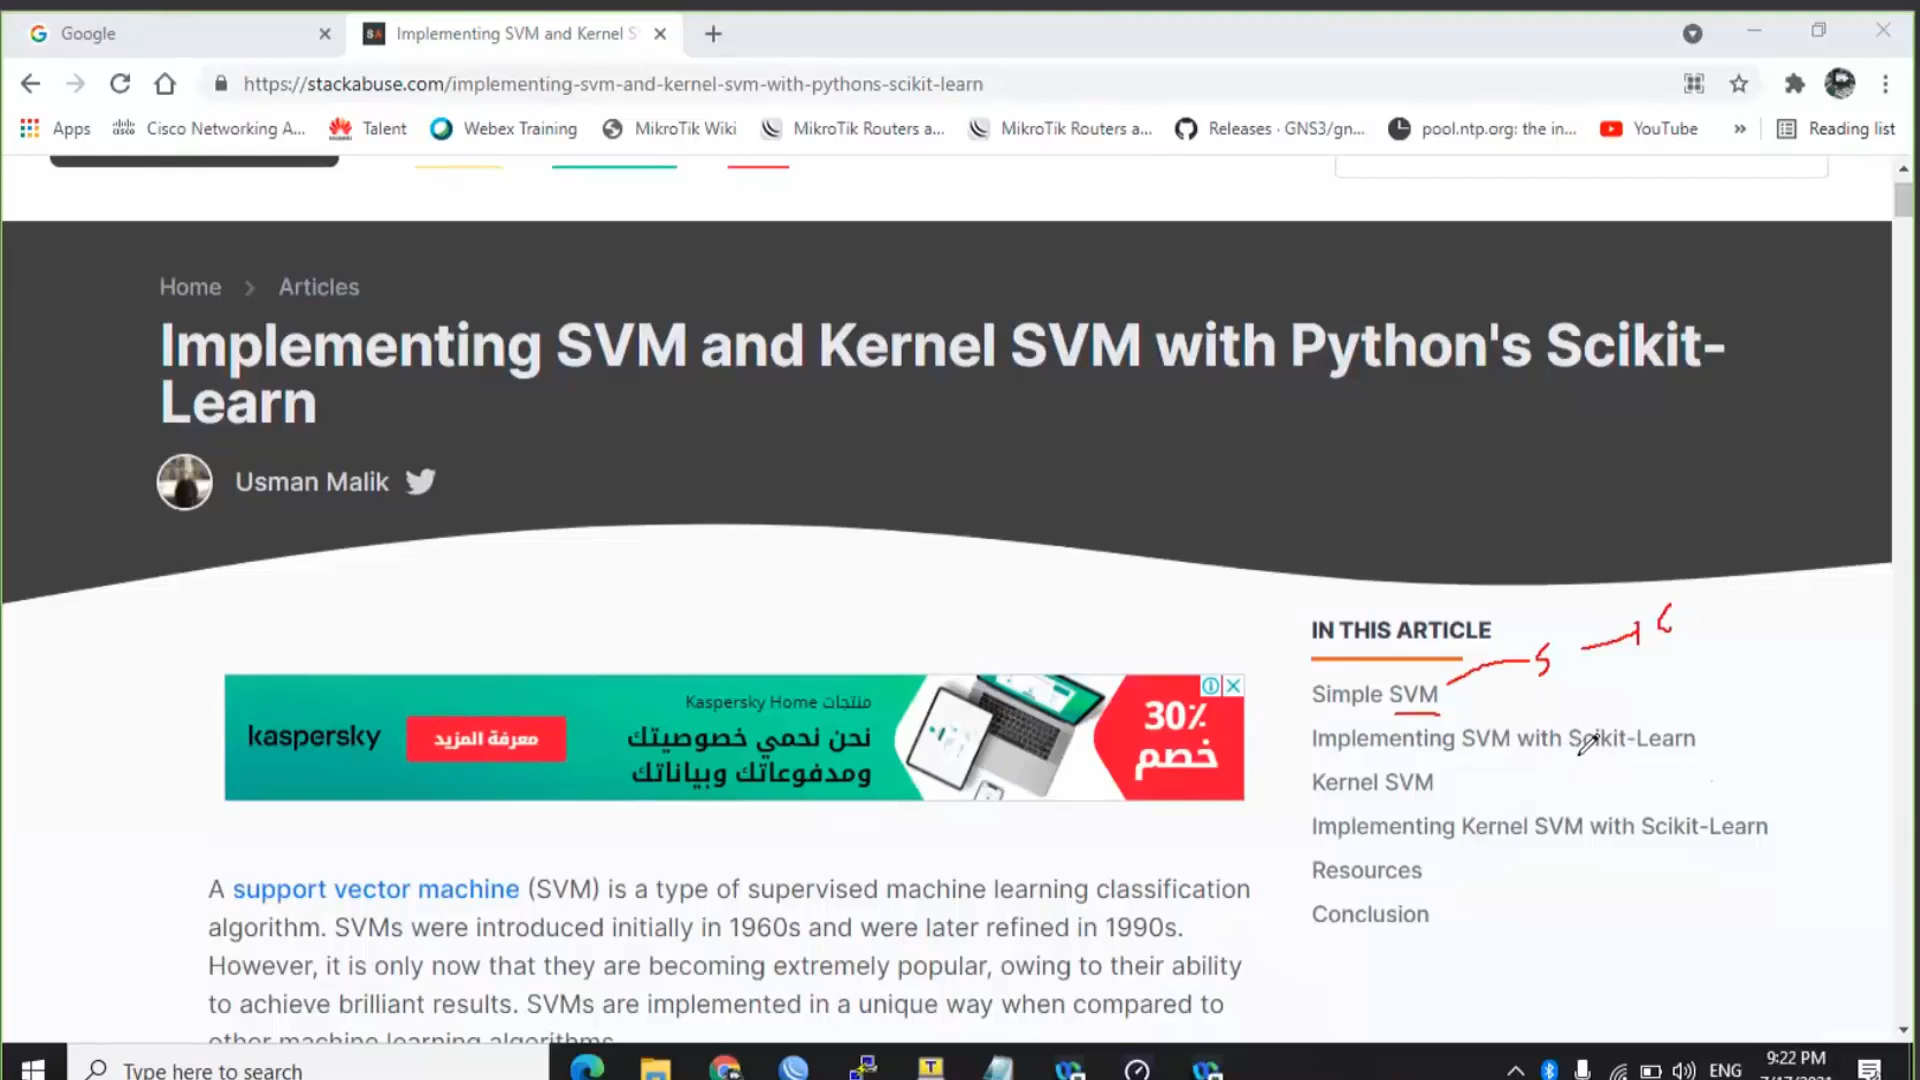 Google
Implementing SVM and Kernel S
https://stackabuse.com/implementing-svm-and-kernel-svm-with-pythons-scikit-learn
Apps
Cisco Networking A...
Talent
Webex Training
MikroTik Wiki
MikroTik Routers a...
MikroTik Routers a...
Releases · GNS3/gn...
pool.ntp.org: the in...
YouTube
»
Reading list
Home > Articles
Implementing SVM and Kernel SVM with Python's Scikit-
Learn
Usman Malik
IN THIS ARTICLE
Simple SVM
Implementing SVM with Scikit-Learn
Kernel SVM
Implementing Kernel SVM with Scikit-Learn
Resources
Conclusion
kaspersky
معرفة المزيد
منتجات Kaspersky Home
نحن نحمي خصوصيتك
ومدفوعاتك وبياناتك
30٪
خصم
A support vector machine (SVM) is a type of supervised machine learning classification
algorithm. SVMs were introduced initially in 1960s and were later refined in 1990s.
However, it is only now that they are becoming extremely popular, owing to their ability
to achieve brilliant results. SVMs are implemented in a unique way when compared to
other machine learning algorithms.
Type here to search
ENG
9:22 PM